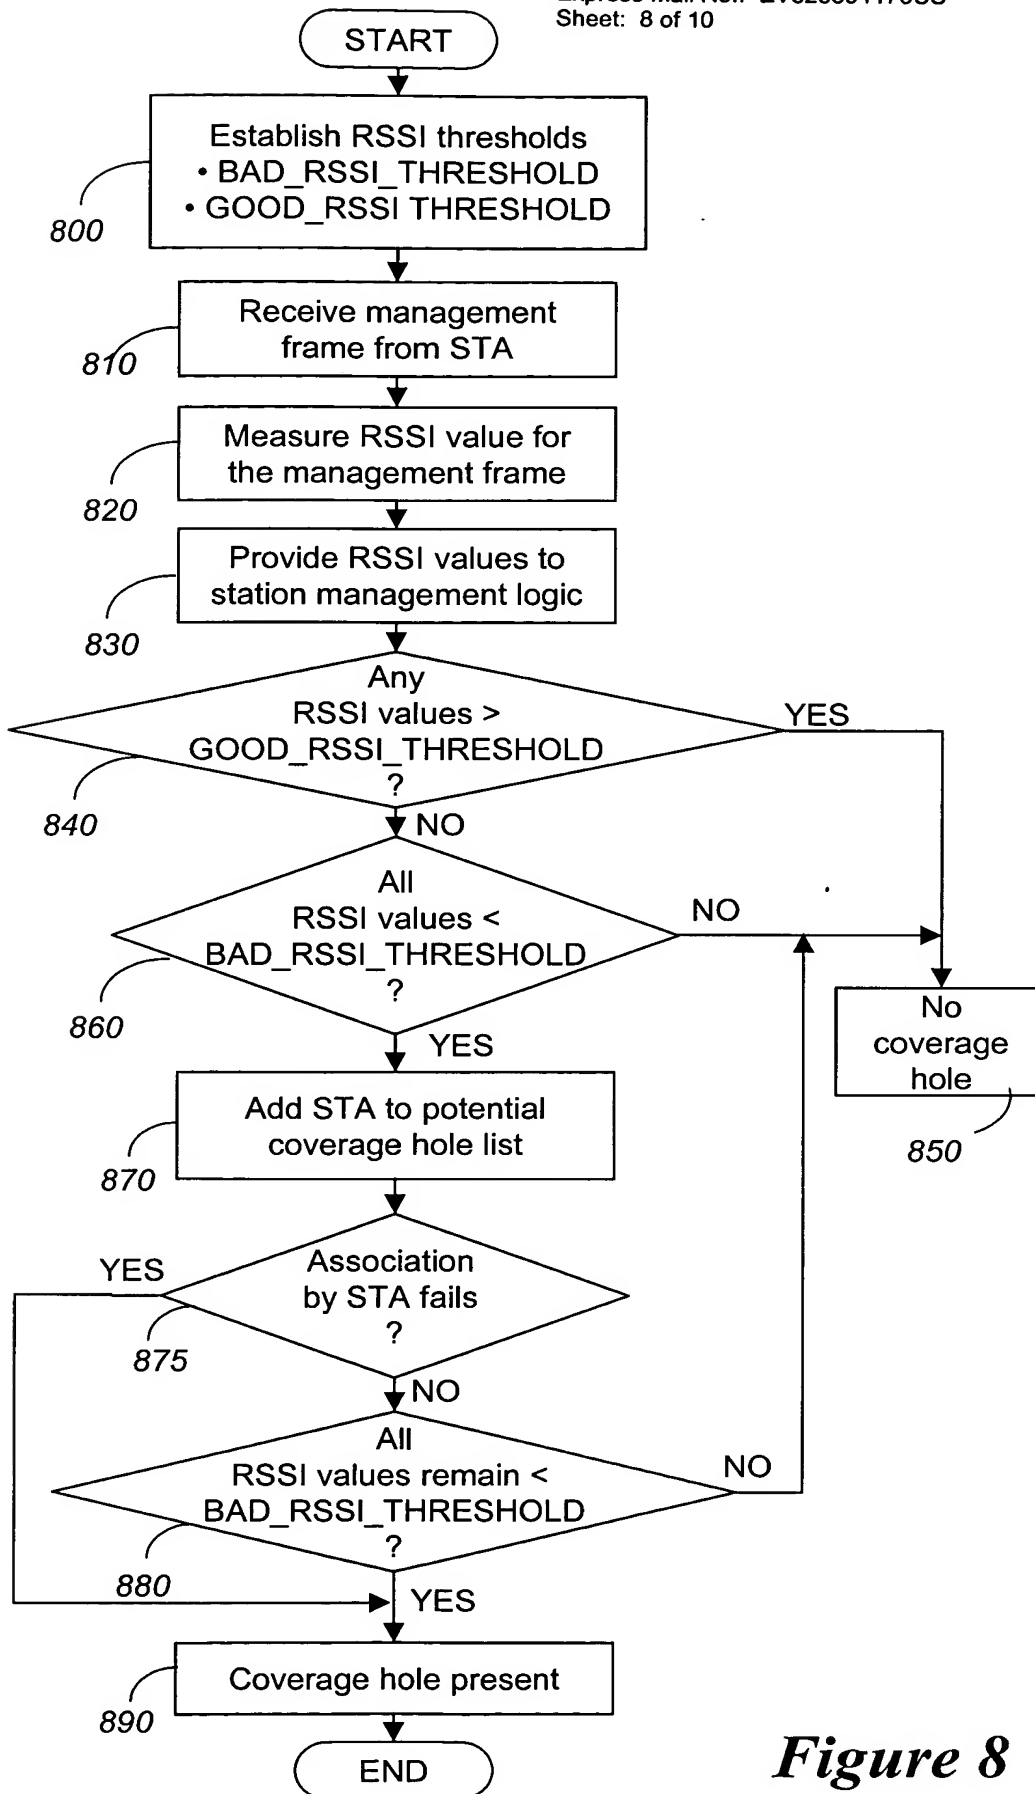 Sheet: 8 of 10
START
Establish RSSI thresholds
• BAD_RSSI_THRESHOLD
• GOOD_RSSI THRESHOLD
800
Receive management
frame from STA
810
Measure RSSI value for
the management frame
820
Provide RSSI values to
station management logic
830
Any
RSSI values >
GOOD_RSSI_THRESHOLD
?
YES
840
NO
All
RSSI values <
BAD_RSSI_THRESHOLD
?
NO
860
YES
No
coverage
hole
850
Add STA to potential
coverage hole list
870
Association
by STA fails
?
YES
875
NO
All
RSSI values remain <
BAD_RSSI_THRESHOLD
?
NO
880
YES
Coverage hole present
890
END
Figure 8